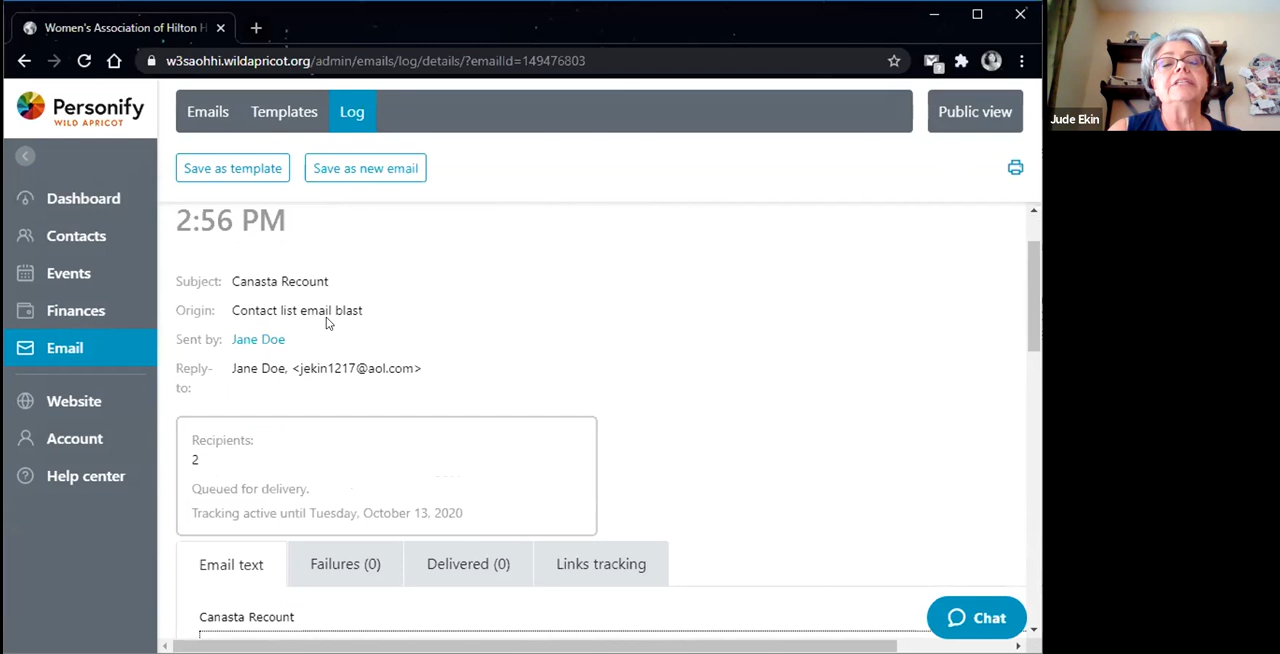 Women's Association of Hilton H
w3saohhi.wildapricot.org/admin/emails/log/details/?emailId=149476803
Personify
WILD APRICOT
Emails
Templates
Log
Public view
Jude Ekin
Save as template
Save as new email
Dashboard
Contacts
Events
Finances
Email
Website
Account
Help center
2:56 PM
Subject: Canasta Recount
Origin: Contact list email blast
Sent by: Jane Doe
Reply- Jane Doe, <jekin1217@aol.com>
to:
Recipients:
2
Queued for delivery.
Tracking active until Tuesday, October 13, 2020
Email text
Failures (0)
Delivered (0)
Links tracking
Canasta Recount
Chat